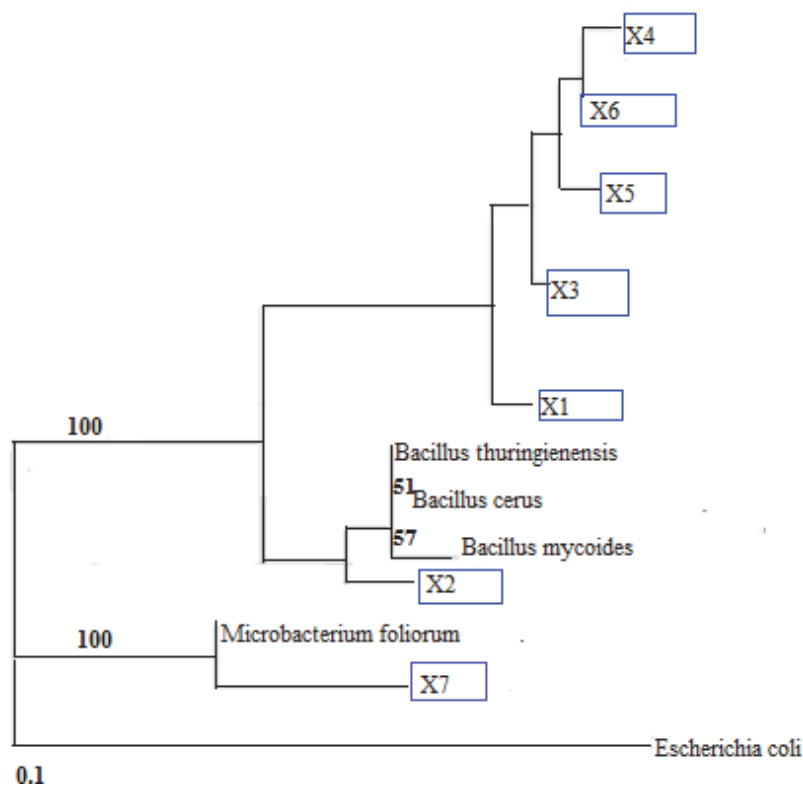 X4
X6
X5
X3
X1
100
Bacillus thuringienensis
51
Bacillus cerus
57
Bacillus mycoides
X2
Microbacterium foliorum
100
X7
Escherichia coli
0.1